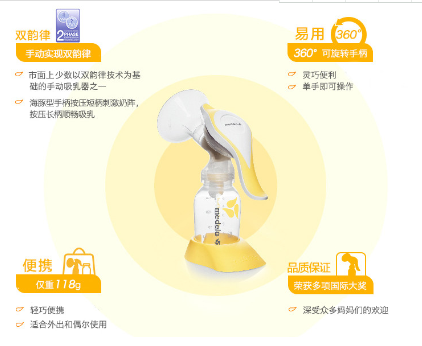 双韵律
2 PHASE
手动实现双韵律
市面上少数以双韵律技术为基
础的手动吸乳器之一
海豚型手柄按压短柄刺激奶阵,
按压长柄顺畅吸乳
易用 360°
360° 可旋转手柄
灵巧便利
单手即可操作
medela
medela
便携
仅重118g
轻巧便携
适合外出和偶尔使用
品质保证
荣获多项国际大奖
深受众多妈妈们的欢迎